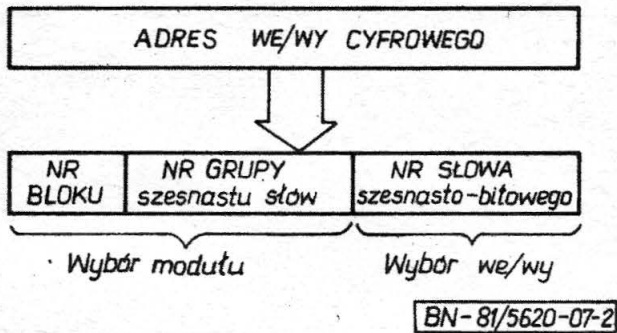 ADRES WE/WY CYFROWEGO
NR BLOKU
NR GRUPY szesnastu słów
NR SŁOWA szesnasto-bitowego
Wybór modułu
Wybór we/wy
BN-81/5620-07-2